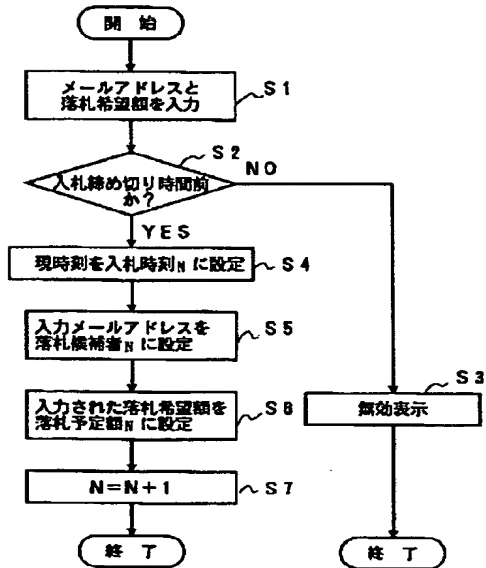 開 始
メールアドレスと
落札希望額を入力
S1
S2
入札締め切り時間前
か？
NO
YES
現時刻を入札時刻N に設定
S4
入力メールアドレスを
落札候補者N に設定
S5
S3
無効表示
入力された落札希望額を
落札予定額N に設定
S6
N=N+1
S7
終 了
終 了